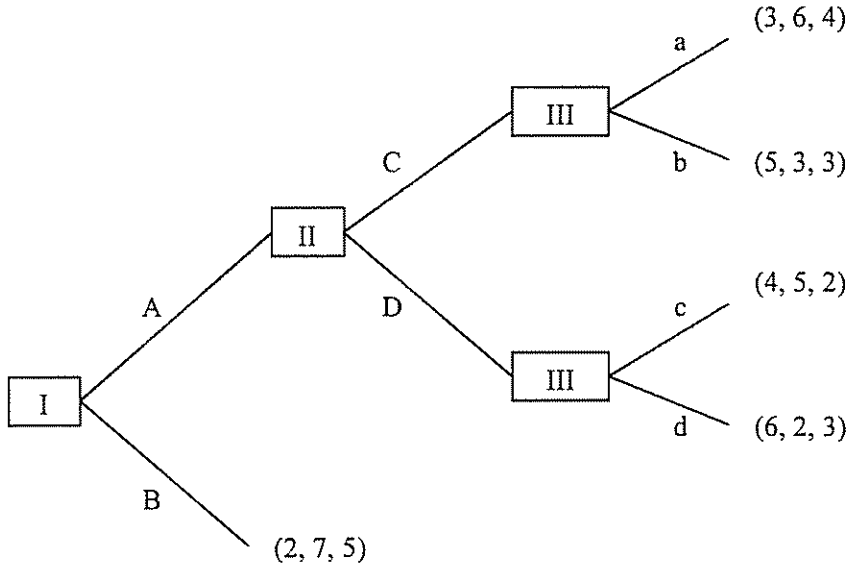 (3, 6, 4)
a
III
C
b
(5, 3, 3)
II
(4, 5, 2)
A
D
c
III
I
d
(6, 2, 3)
B
(2, 7, 5)